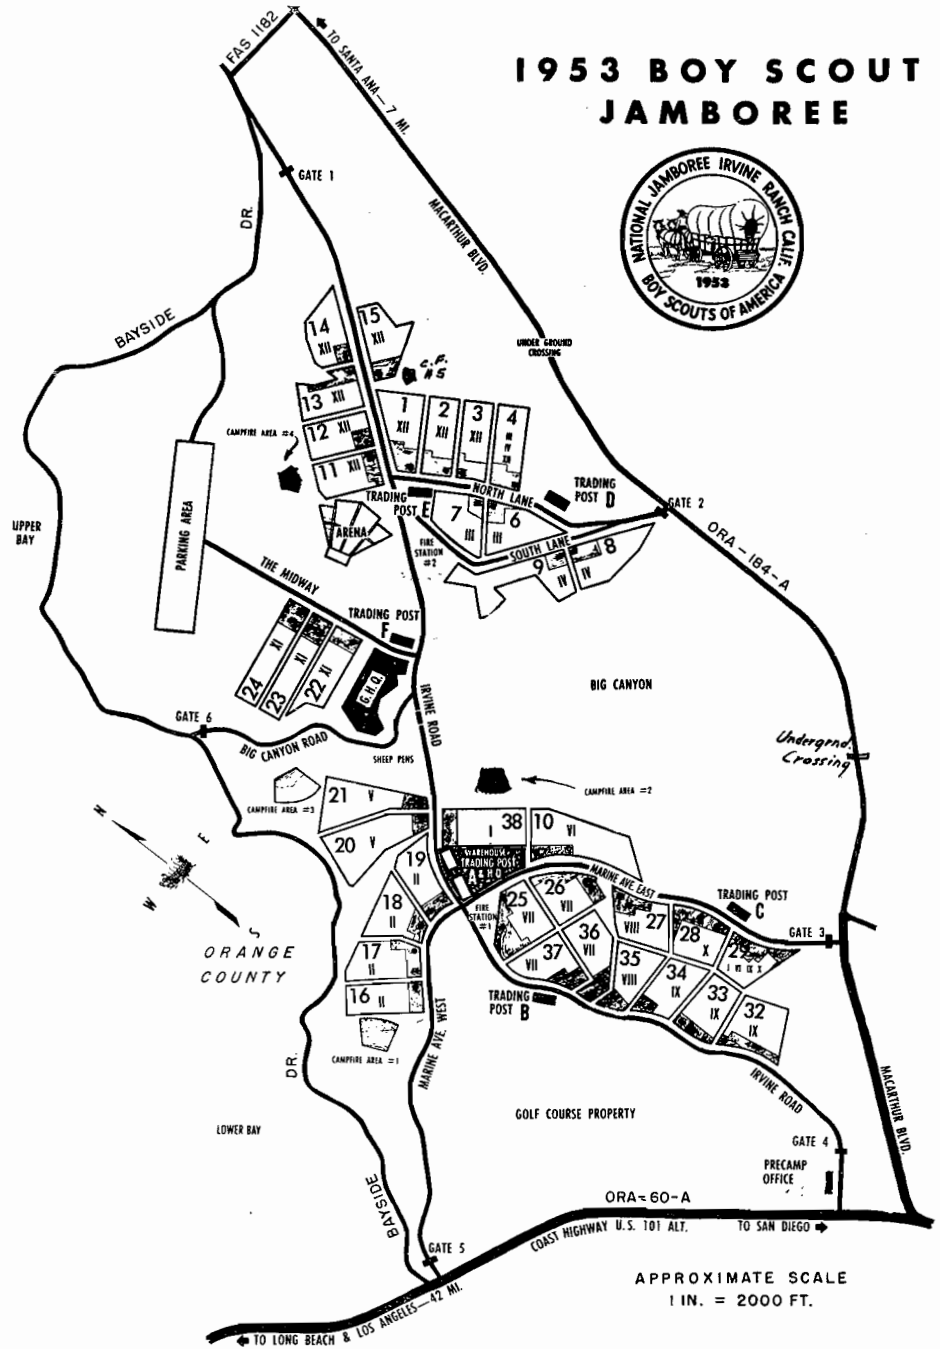 FAS 1182
TO SANTA ANA — 7 MI.
1953 BOY SCOUT
JAMBOREE
NATIONAL JAMBOREE IRVINE RANCH CALIF.
1953
BOY SCOUTS OF AMERICA
GATE 1
MACARTHUR BLVD.
BAYSIDE DR.
UNDER GROUND
CROSSING
14 XII
15 XII
C.F.
#5
13 XII
12 XII
11 XII
1 XII
2 XII
3 XII
4 III IV XII
CAMPFIRE AREA #4
NORTH LANE
TRADING
POST D
GATE 2
TRADING
POST E
7 III
6 III
ARENA
FIRE
STATION
#2
SOUTH LANE
9 IV
8 IV
ORA-184-A
UPPER
BAY
PARKING AREA
THE MIDWAY
TRADING POST
F
24 XI
23 XI
22 XI
G.H.Q.
BIG CANYON
IRVINE ROAD
GATE 6
BIG CANYON ROAD
SHEEP PENS
Undergrnd.
Crossing
CAMPFIRE AREA #2
CAMPFIRE AREA #3
21 V
20 V
38 I
10 VI
WAREHOUSE
TRADING POST
A & H Q
19 II
18 II
17 II
16 II
FIRE
STATION
#1
MARINE AVE. EAST
25 VII
26 VII
27 VIII
28 X
29 I VI IX X
36 VII
37 VII
35 VIII
34 IX
33 IX
32 IX
TRADING POST
C
GATE 3
TRADING
POST B
N
E
W
S
ORANGE
COUNTY
CAMPFIRE AREA #1
MARINE AVE. WEST
IRVINE ROAD
MACARTHUR BLVD.
GOLF COURSE PROPERTY
LOWER BAY
BAYSIDE DR.
GATE 4
PRECAMP
OFFICE
ORA-60-A
COAST HIGHWAY U.S. 101 ALT.
TO SAN DIEGO
GATE 5
TO LONG BEACH & LOS ANGELES — 42 MI.
APPROXIMATE SCALE
1 IN. = 2000 FT.